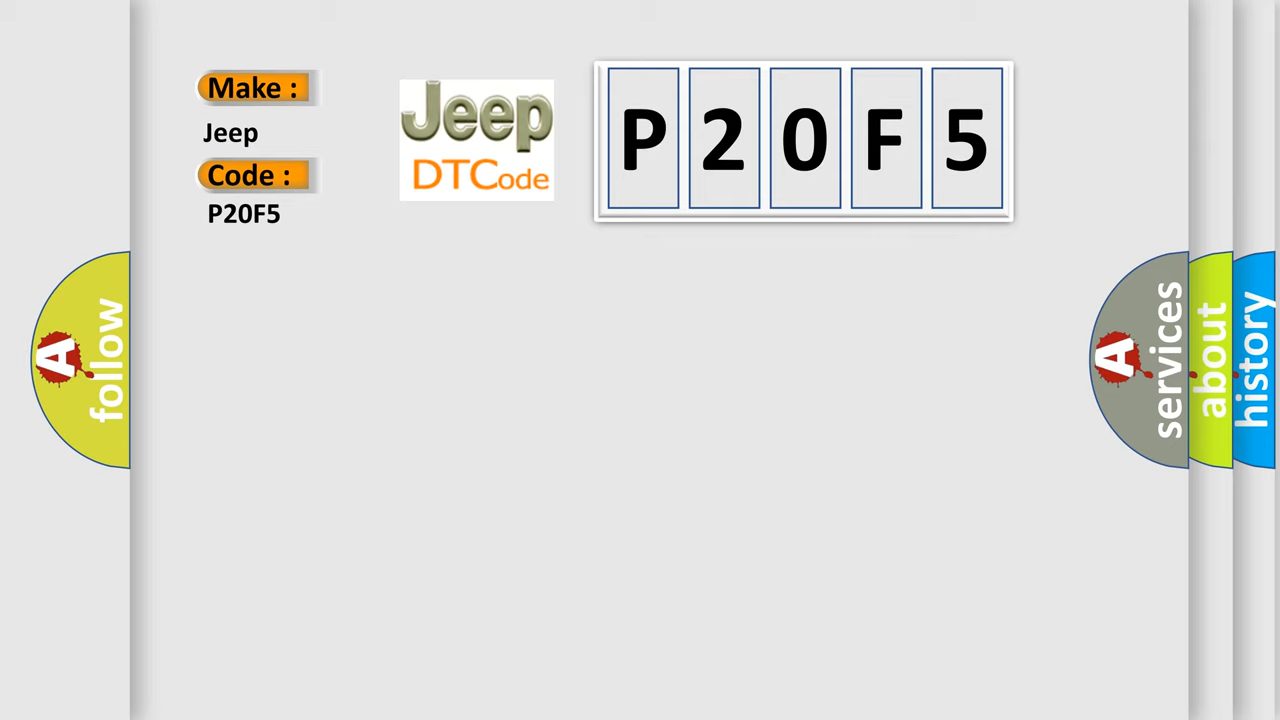 Make :
Jeep
Code :
P20F5
Jeep
DTCode
P 2 0 F 5
A follow
A services
about
history